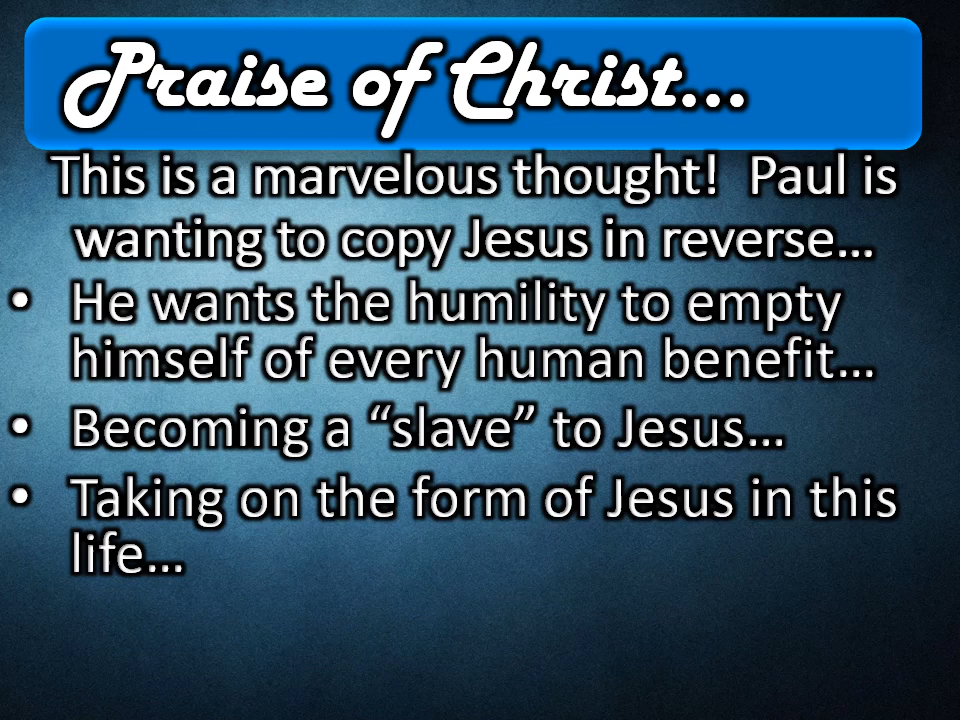 Praise of Christ...
This is a marvelous thought!  Paul is
wanting to copy Jesus in reverse…
• He wants the humility to empty
himself of every human benefit…
• Becoming a “slave” to Jesus…
• Taking on the form of Jesus in this
life…